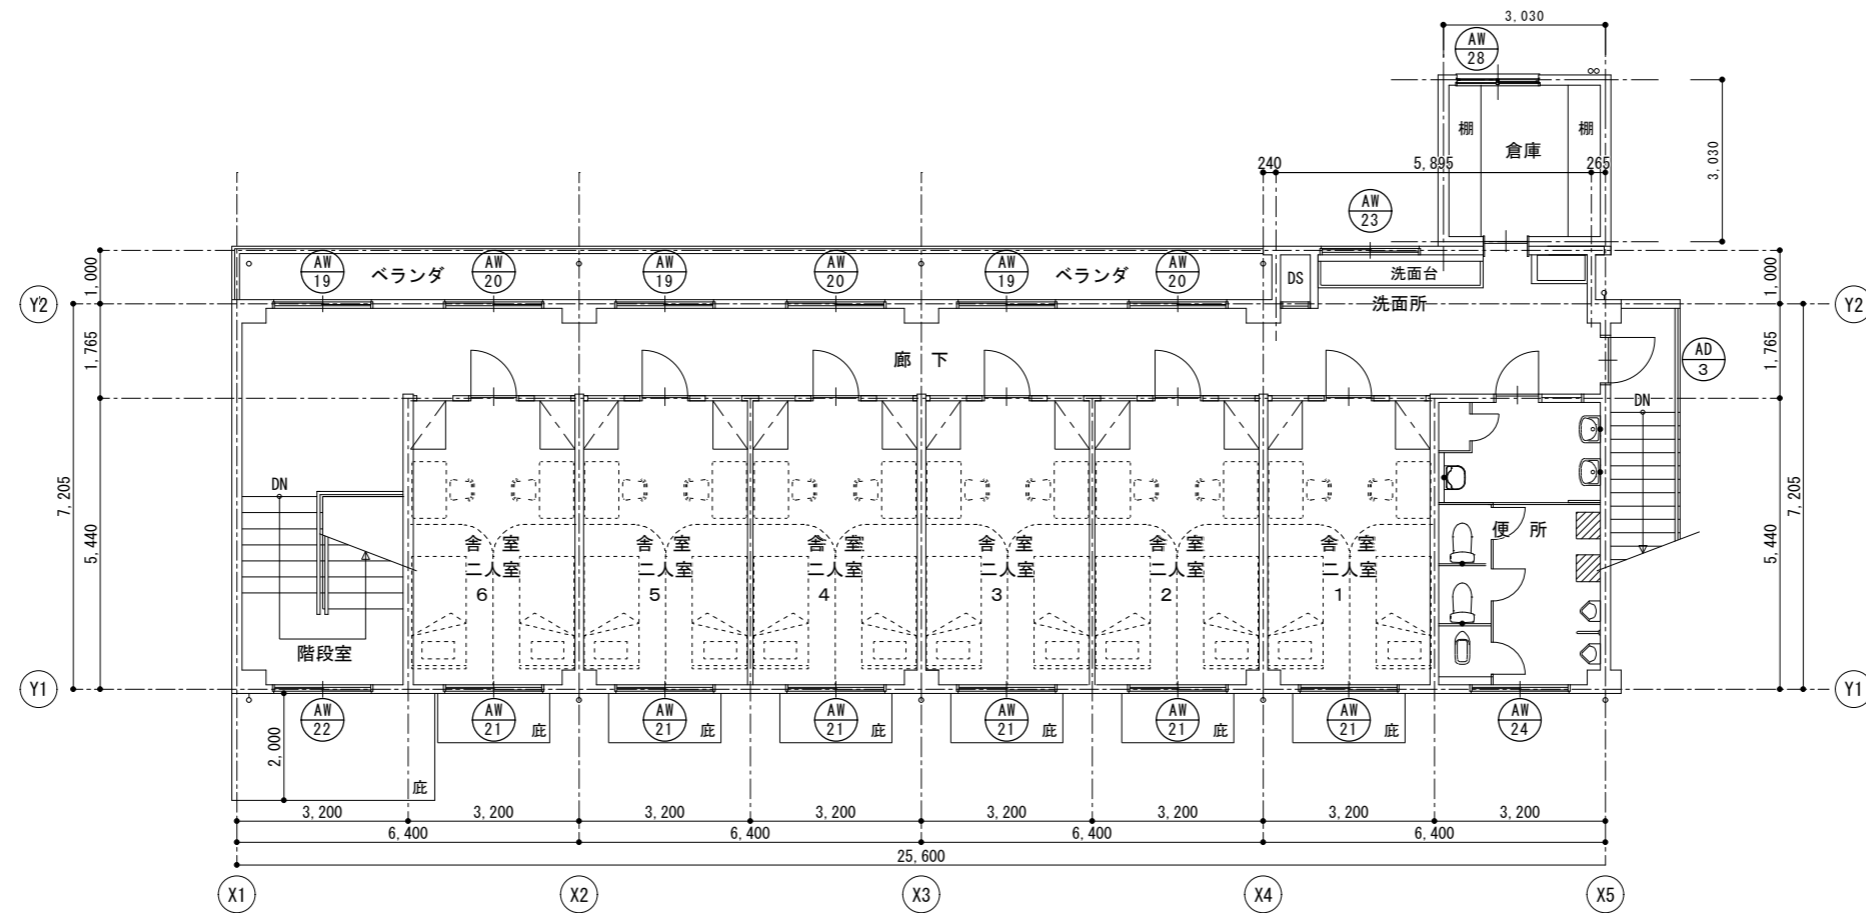 3,030
AW
28
棚
棚
倉庫
3,030
240
5,895
265
AW
23
1,000
AW
19
ベランダ
AW
20
AW
19
AW
20
AW
19
ベランダ
AW
20
DS
洗面台
1,000
Y2
洗面所
Y2
1,765
廊 下
AD
3
1,765
DN
DN
7,205
5,440
舎 室
二人室
6
舎 室
二人室
5
舎 室
二人室
4
舎 室
二人室
3
舎 室
二人室
2
舎 室
二人室
1
便 所
5,440
7,205
階段室
Y1
Y1
AW
22
AW
21
庇
AW
21
庇
AW
21
庇
AW
21
庇
AW
21
庇
AW
21
庇
AW
24
2,000
庇
3,200
3,200
3,200
3,200
3,200
3,200
3,200
3,200
6,400
6,400
6,400
6,400
25,600
X1
X2
X3
X4
X5